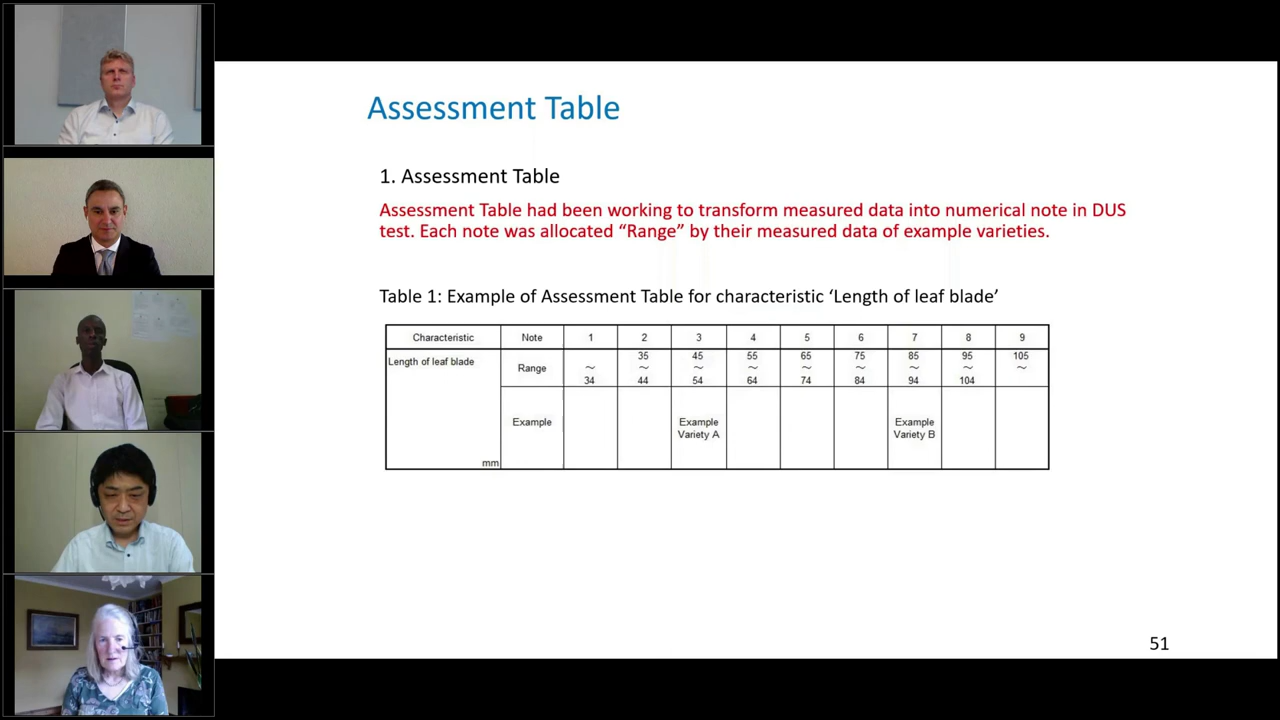 Assessment Table
1. Assessment Table
Assessment Table had been working to transform measured data into numerical note in DUS
test. Each note was allocated “Range” by their measured data of example varieties.
Table 1: Example of Assessment Table for characteristic ‘Length of leaf blade’
Characteristic Note 1 2 3 4 5 6 7 8 9
Length of leaf blade 35 45 55 65 75 85 95 105
Range ~ ~ ~ ~ ~ ~ ~ ~ ~
34 44 54 64 74 84 94 104
Example Example Example
Variety A Variety B
mm
51